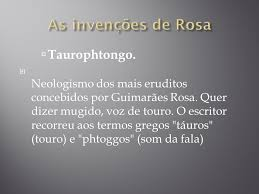 As invenções de Rosa
Taurophtongo.
Neologismo dos mais eruditos
concebidos por Guimarães Rosa. Quer
dizer mugido, voz de touro. O escritor
recorreu aos termos gregos "táuros"
(touro) e "phtoggos" (som da fala)